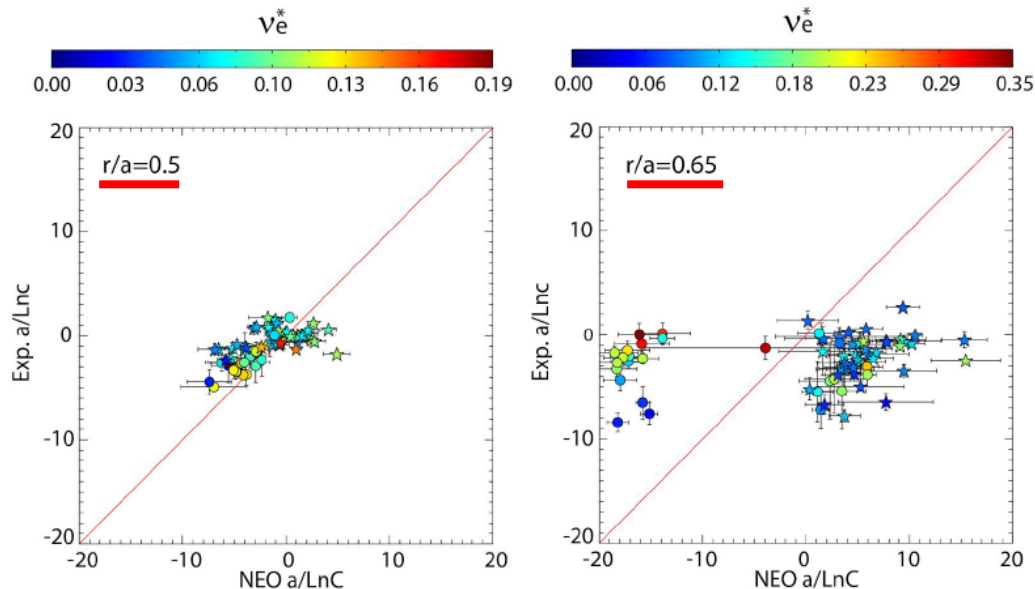 ν*e
0.00 0.03 0.06 0.10 0.13 0.16 0.19
20
10
0
-10
-20
Exp. a/Lnc
r/a=0.5
-20 -10 0 10 20
NEO a/LnC
ν*e
0.00 0.06 0.12 0.18 0.23 0.29 0.35
20
10
0
-10
-20
Exp. a/Lnc
r/a=0.65
-20 -10 0 10 20
NEO a/LnC